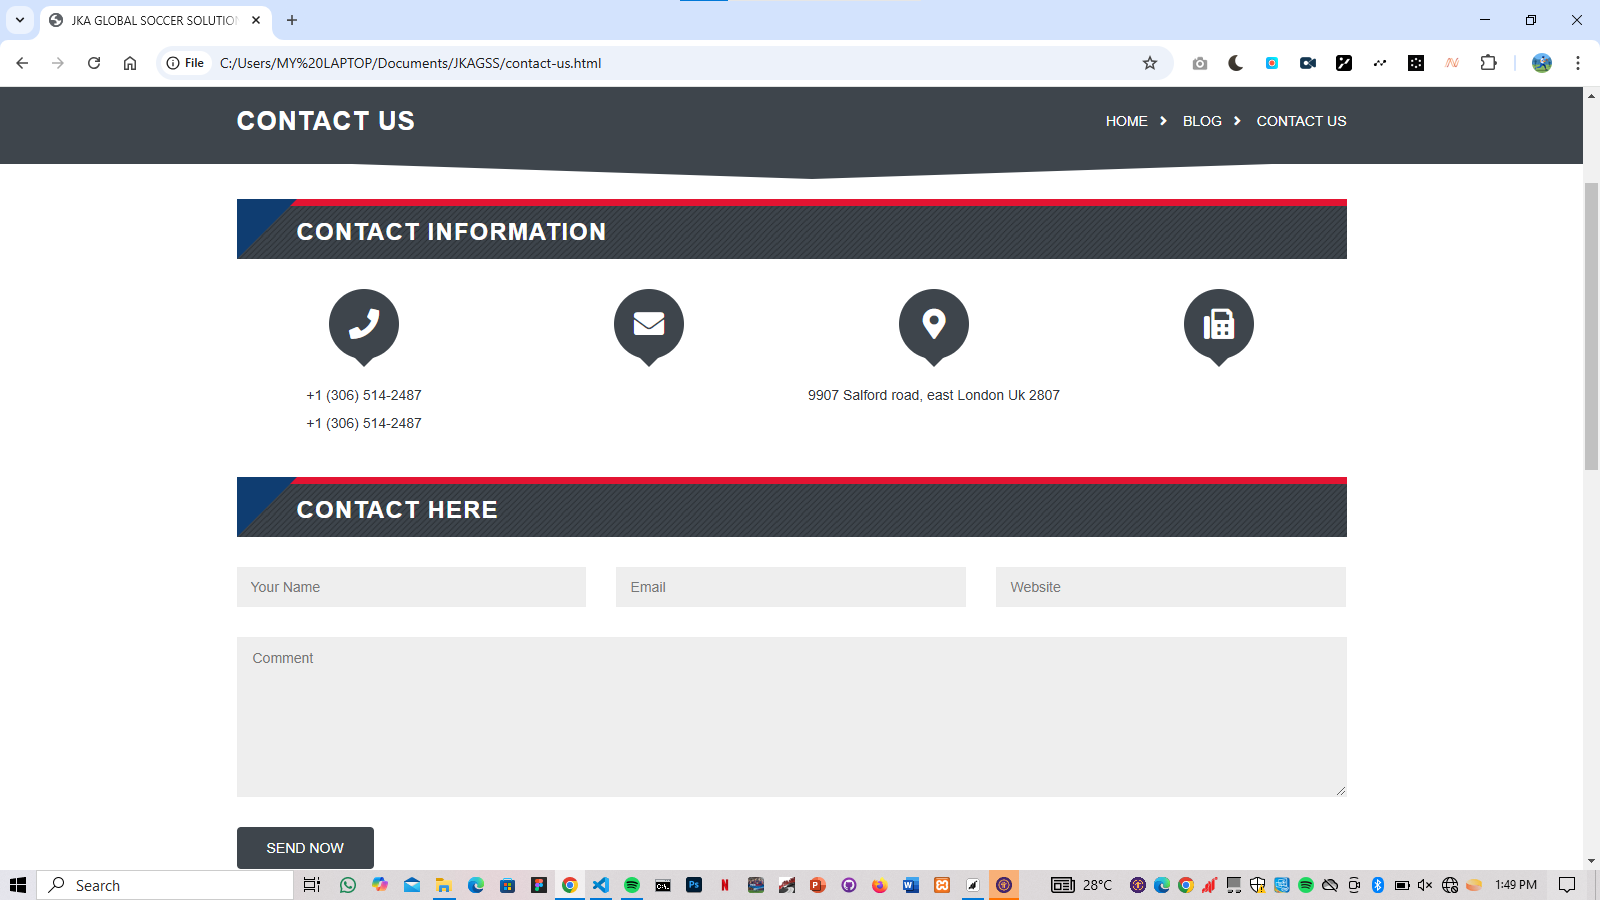 JKA GLOBAL SOCCER SOLUTION
File
C:/Users/MY%20LAPTOP/Documents/JKAGSS/contact-us.html
CONTACT US
HOME
BLOG
CONTACT US
CONTACT INFORMATION
+1 (306) 514-2487
+1 (306) 514-2487
9907 Salford road, east London Uk 2807
CONTACT HERE
Your Name
Email
Website
Comment
SEND NOW
Search
28°C
1:49 PM